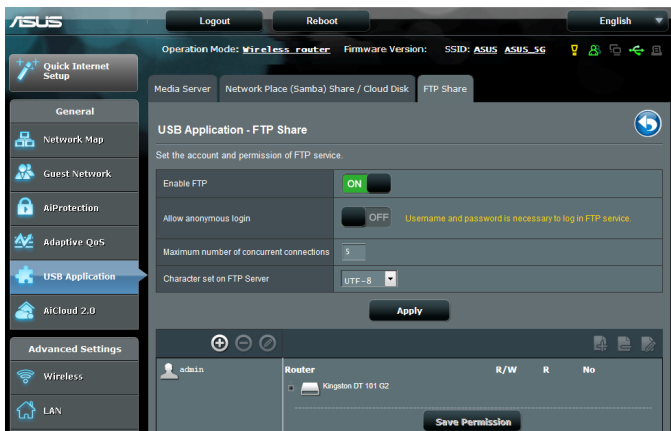 ASUS
Logout Reboot English
Operation Mode: Wireless router Firmware Version: SSID: ASUS ASUS_5G
Quick Internet
Setup
General
Network Map
Guest Network
AiProtection
Adaptive QoS
USB Application
AiCloud 2.0
Advanced Settings
Wireless
LAN
Media Server Network Place (Samba) Share / Cloud Disk FTP Share
USB Application - FTP Share
Set the account and permission of FTP service.
Enable FTP ON
Allow anonymous login OFF Username and password is necessary to log in FTP service.
Maximum number of concurrent connections 5
Character set on FTP Server UTF-8
Apply
admin
Router R/W R No
Kingston DT 101 G2
Save Permission